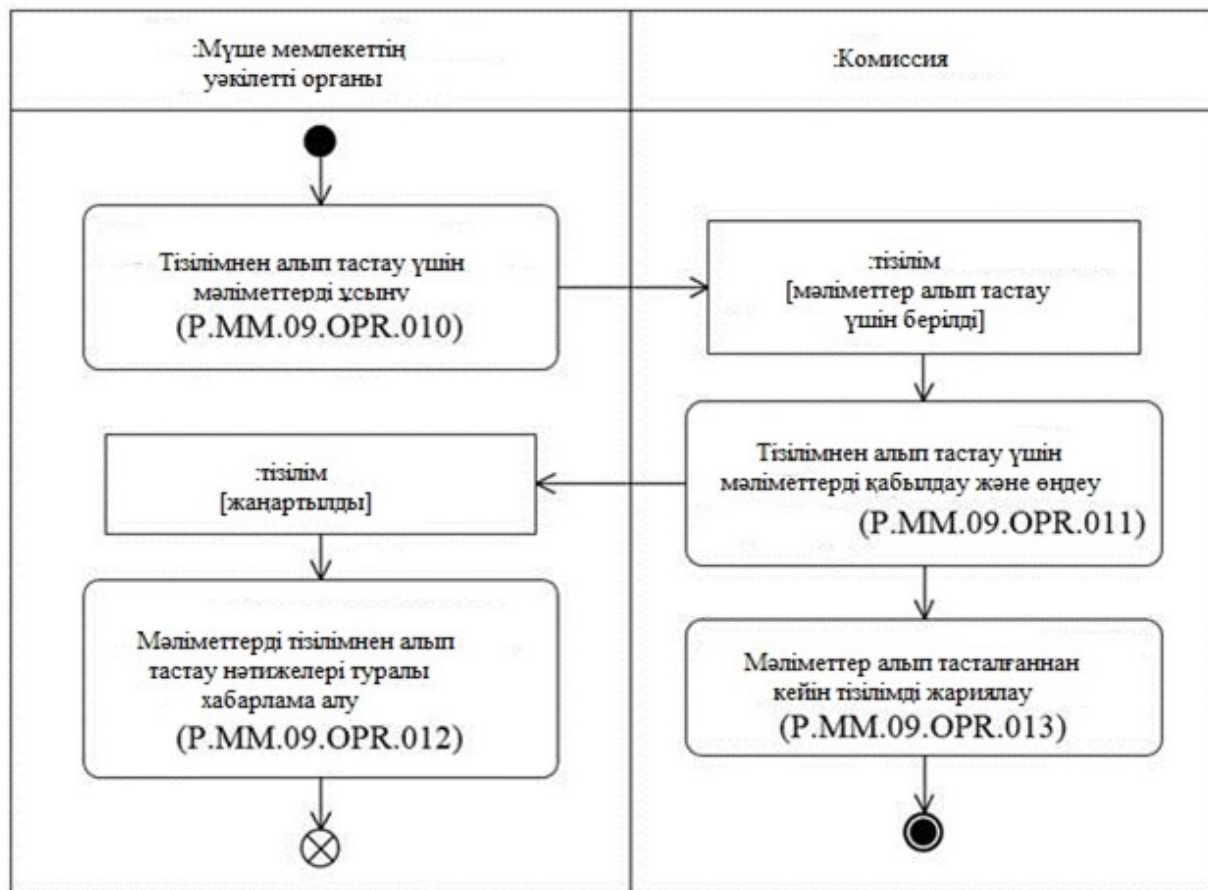 :Мүше мемлекеттің
уәкілетті органы
:Комиссия
Тізілімнен алып тастау үшін
мәліметтерді ұсыну
(P.MM.09.OPR.010)
:тізілім
[мәліметтер алып тастау
үшін берілді]
Тізілімнен алып тастау үшін
мәліметтерді қабылдау және өңдеу
(P.MM.09.OPR.011)
:тізілім
[жаңартылды]
Мәліметтерді тізілімнен алып
тастау нәтижелері туралы
хабарлама алу
(P.MM.09.OPR.012)
Мәліметтер алып тасталғаннан
кейін тізілімді жариялау
(P.MM.09.OPR.013)